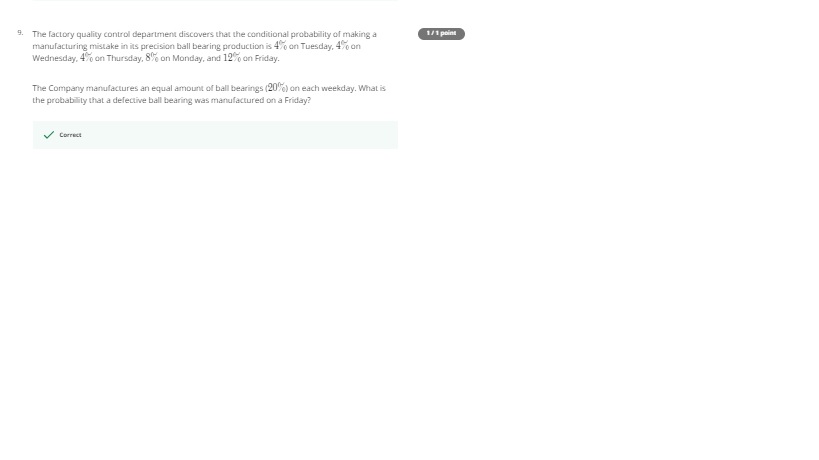 9. The factory quality control department discovers that the conditional probability of making a
manufacturing mistake in its precision ball bearing production is 4% on Tuesday, 4% on
Wednesday, 4% on Thursday, 8% on Monday, and 12% on Friday.
The Company manufactures an equal amount of ball bearings (20%) on each weekday. What is
the probability that a defective ball bearing was manufactured on a Friday?
Correct
1 / 1 point